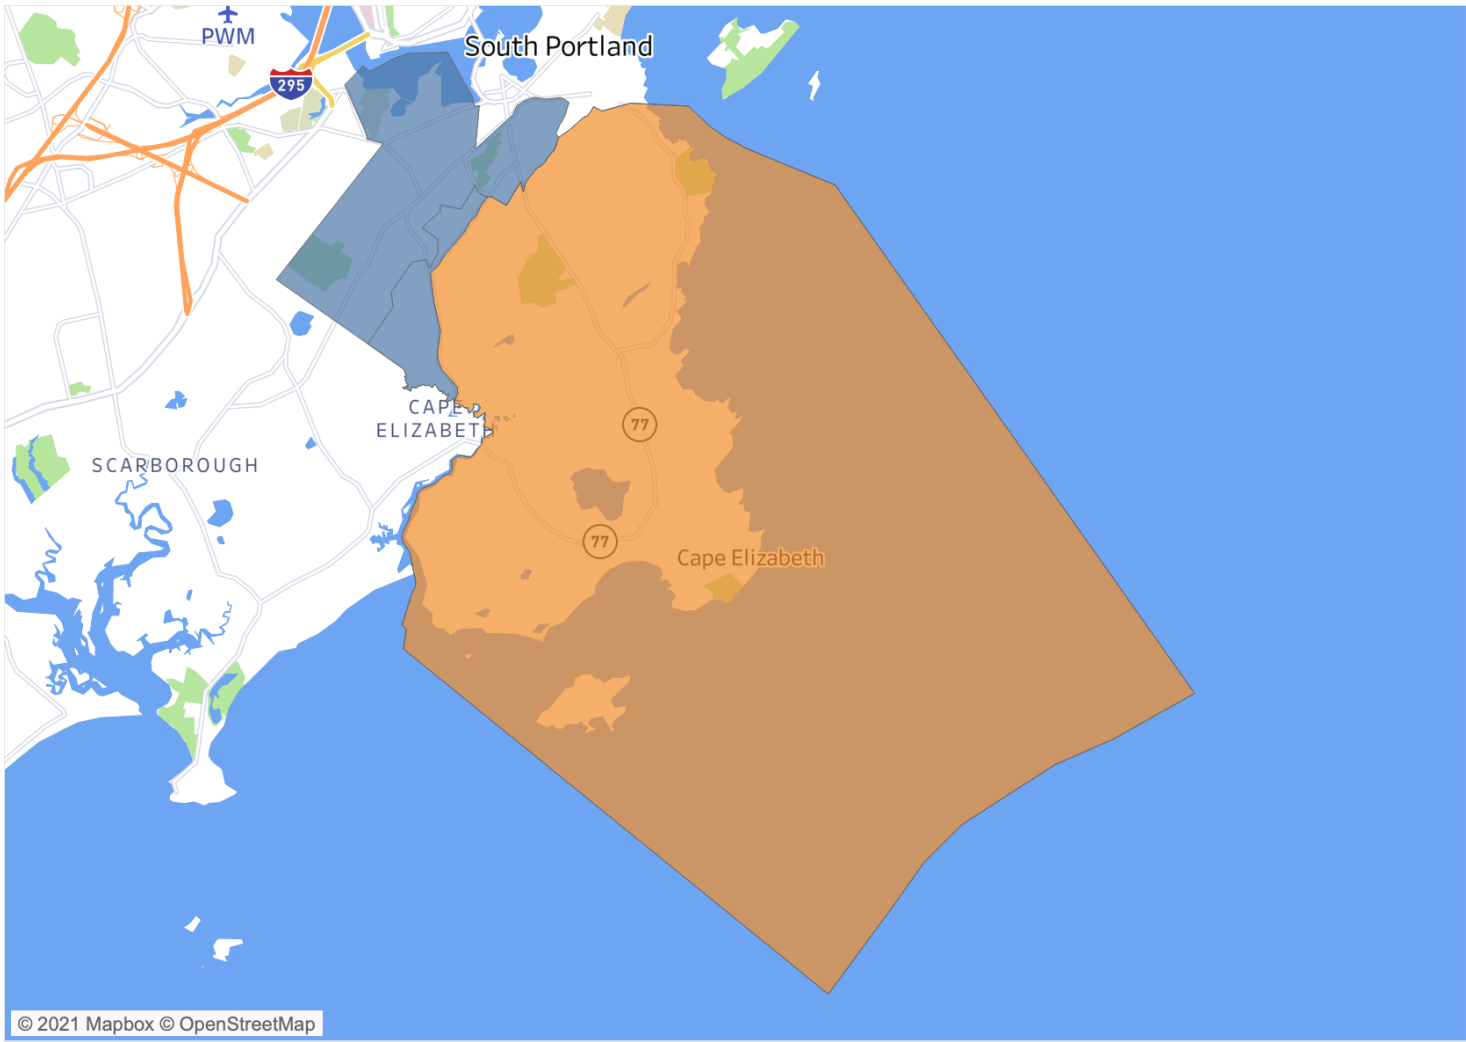 PWM
South Portland
295
CAPE
ELIZABETH
77
SCARBOROUGH
77
Cape Elizabeth
© 2021 Mapbox © OpenStreetMap